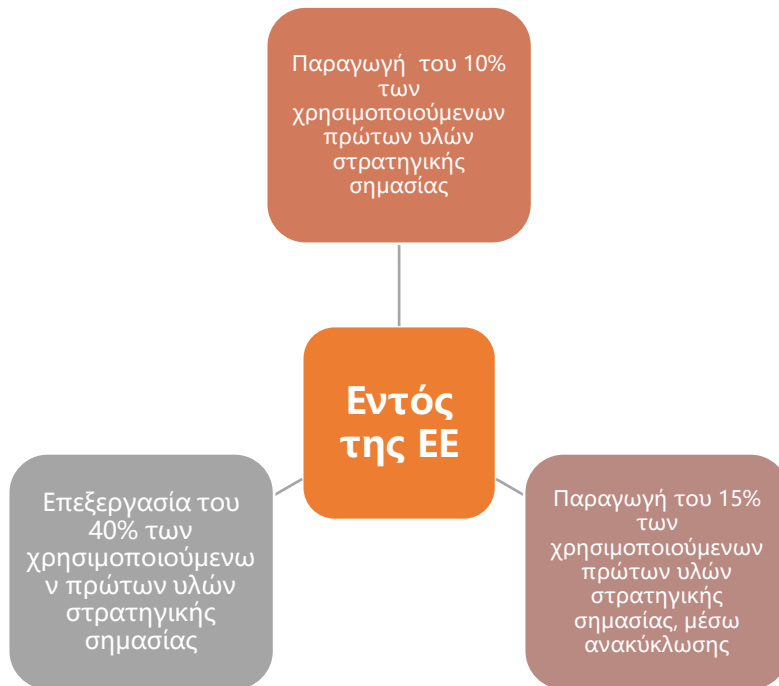 Παραγωγή του 10%
των
χρησιμοποιούμενων
πρώτων υλών
στρατηγικής
σημασίας
Εντός
της ΕΕ
Επεξεργασία του
40% των
χρησιμοποιούμενω
ν πρώτων υλών
στρατηγικής
σημασίας
Παραγωγή του 15%
των
χρησιμοποιούμενων
πρώτων υλών
στρατηγικής
σημασίας, μέσω
ανακύκλωσης